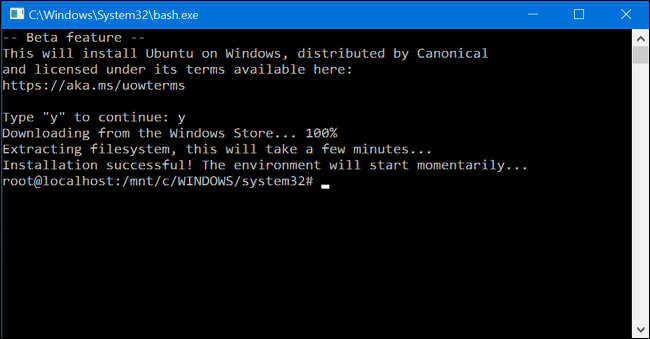 C:\Windows\System32\bash.exe
-- Beta feature --
This will install Ubuntu on Windows, distributed by Canonical
and licensed under its terms available here:
https://aka.ms/uowterms
Type "y" to continue: y
Downloading from the Windows Store... 100%
Extracting filesystem, this will take a few minutes...
Installation successful! The environment will start momentarily...
root@localhost:/mnt/c/WINDOWS/system32#